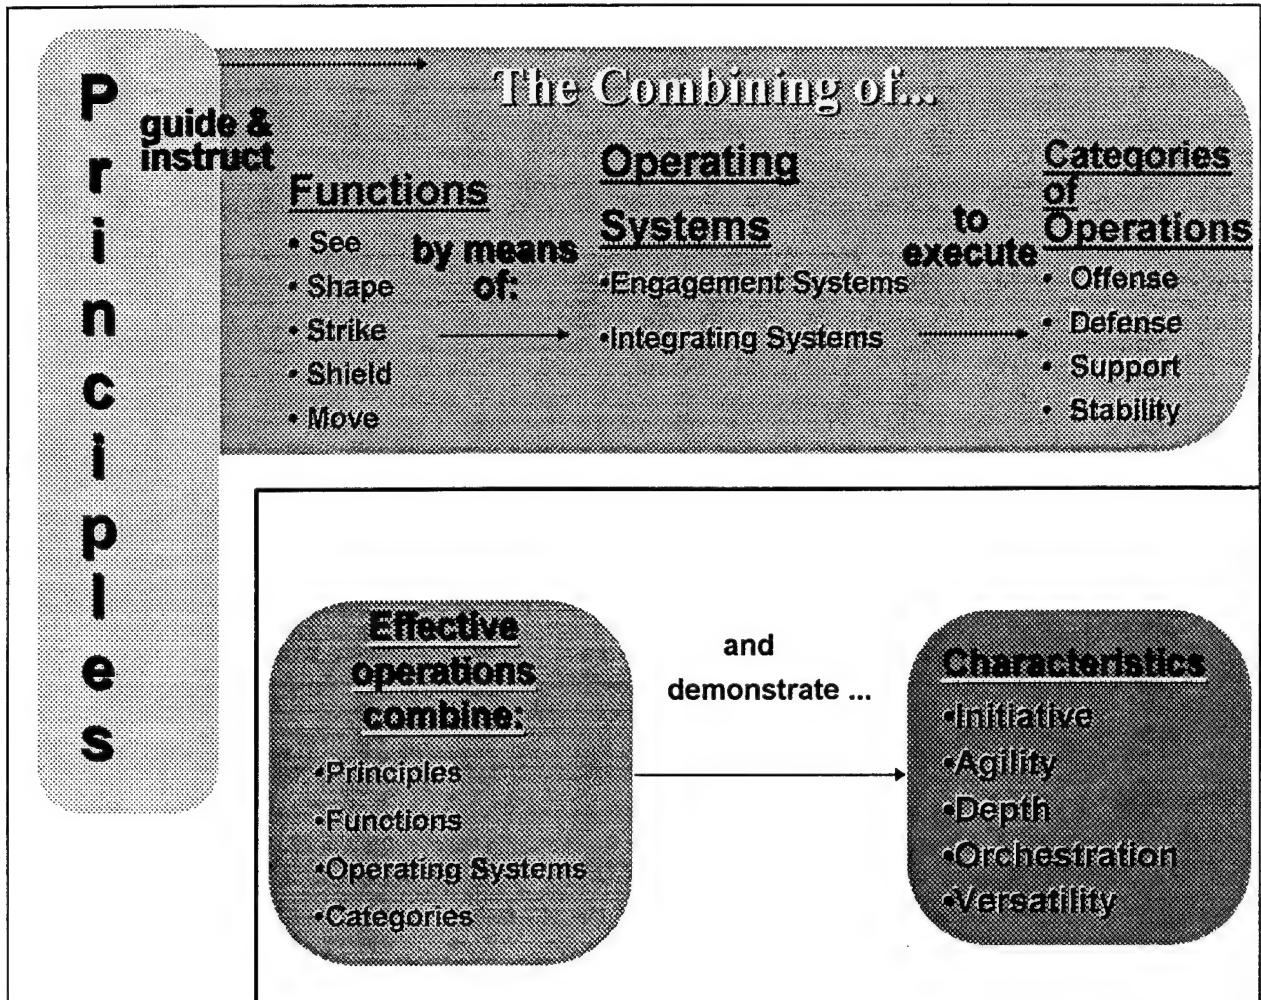 Principles
guide &
instruct
The Combining of...
Functions
• See
• Shape
• Strike
• Shield
• Move
by means
of:
Operating
Systems
•Engagement Systems
•Integrating Systems
to
execute
Categories
of
Operations
• Offense
• Defense
• Support
• Stability
Effective
operations
combine:
•Principles
•Functions
•Operating Systems
•Categories
and
demonstrate ...
Characteristics
•Initiative
•Agility
•Depth
•Orchestration
•Versatility